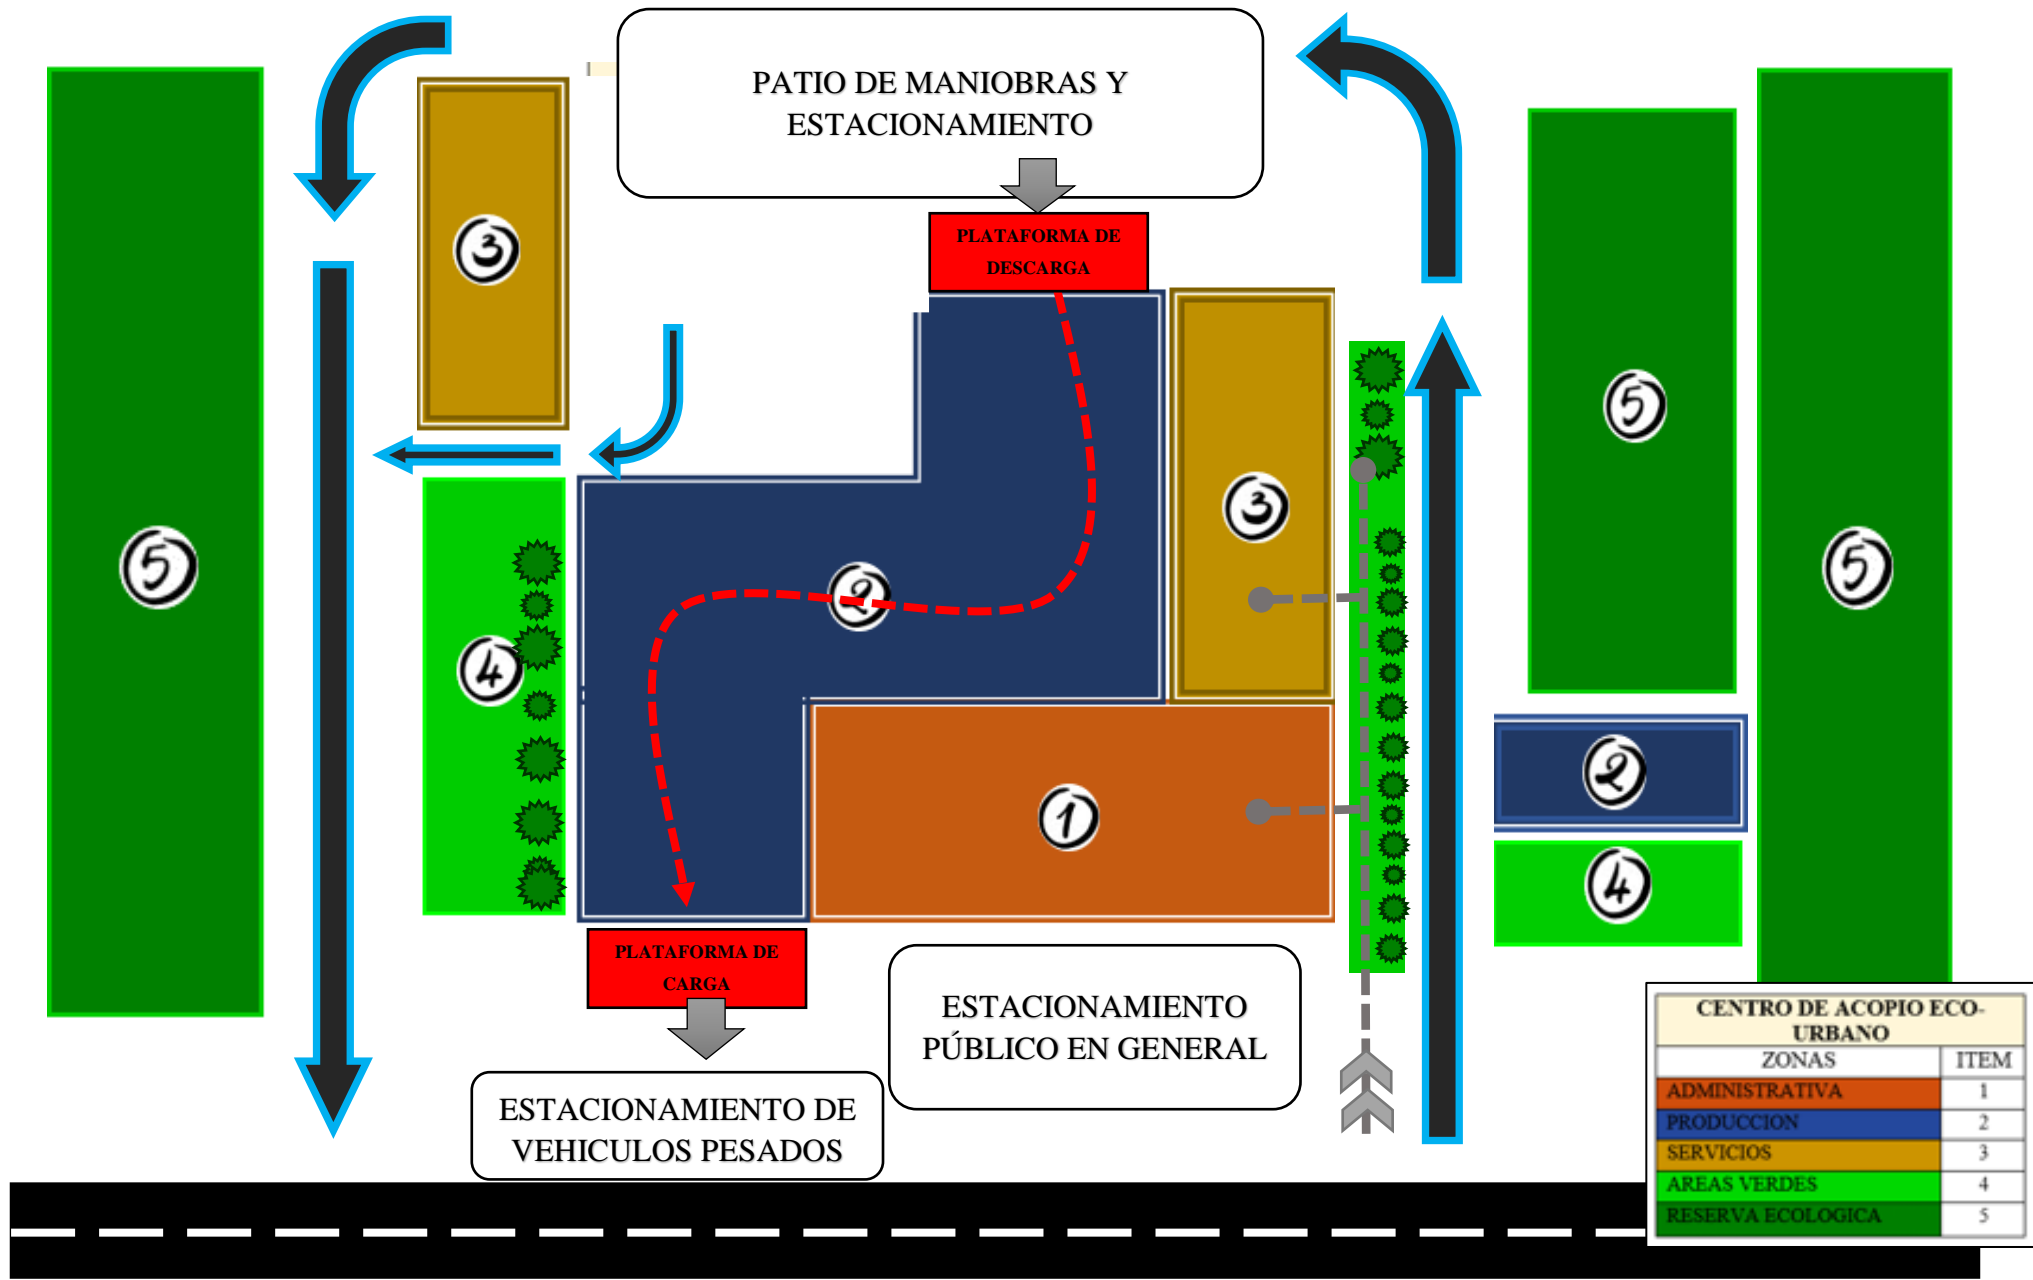 PATIO DE MANIOBRAS Y
ESTACIONAMIENTO
PLATAFORMA DE
DESCARGA
3
3
5
5
5
2
4
2
1
4
PLATAFORMA DE
CARGA
ESTACIONAMIENTO
PÚBLICO EN GENERAL
ESTACIONAMIENTO DE
VEHICULOS PESADOS
CENTRO DE ACOPIO ECO-
URBANO
ZONAS ITEM
ADMINISTRATIVA 1
PRODUCCION 2
SERVICIOS 3
AREAS VERDES 4
RESERVA ECOLOGICA 5